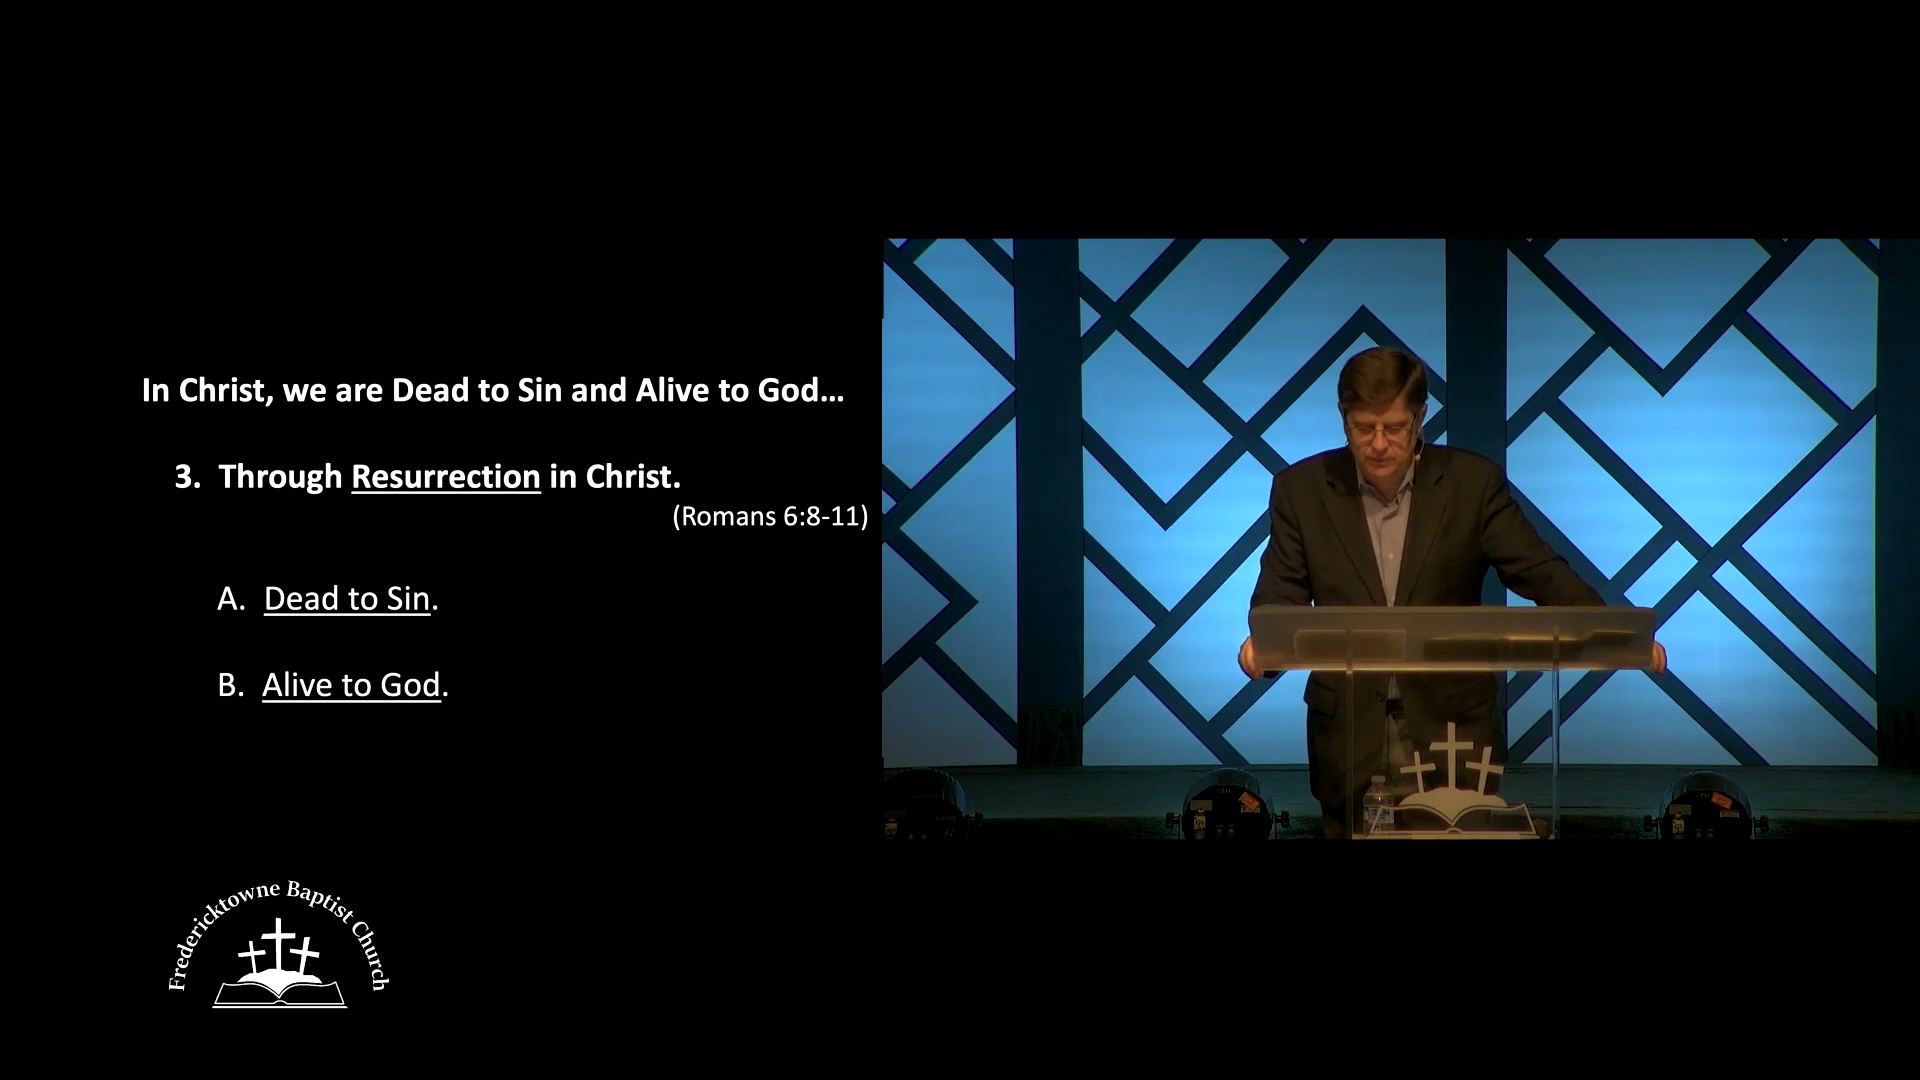 In Christ, we are Dead to Sin and Alive to God...
3. Through Resurrection in Christ.
(Romans 6:8-11)
A. Dead to Sin.
B. Alive to God.
Fredericktowne Baptist Church